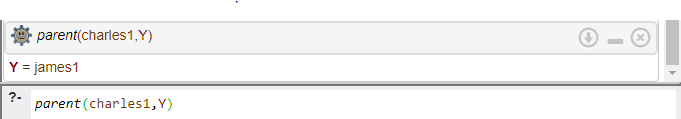 parent(charles1,Y)
Y = james1
?- parent(charles1,Y)